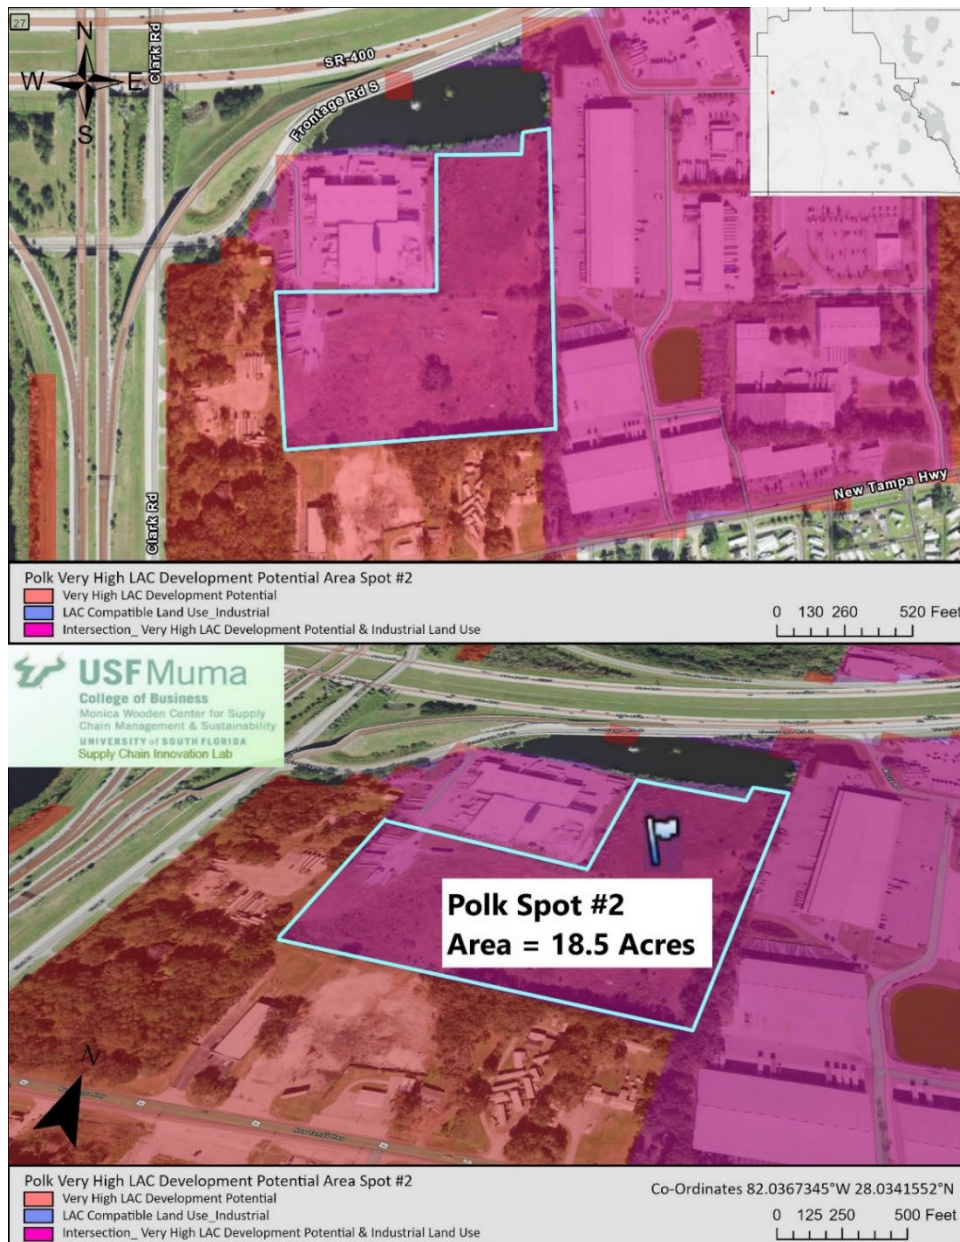 27
N
W E
S
Clark Rd
SR-400
Frontage Rd S
Polk
Clark Rd
New Tampa Hwy
Polk Very High LAC Development Potential Area Spot #2
Very High LAC Development Potential
LAC Compatible Land Use_Industrial
Intersection_ Very High LAC Development Potential & Industrial Land Use
0 130 260 520 Feet
USF Muma
College of Business
Monica Wooden Center for Supply
Chain Management & Sustainability
UNIVERSITY of SOUTH FLORIDA
Supply Chain Innovation Lab
Polk Spot #2
Area = 18.5 Acres
N
New Tampa Hwy
Polk Very High LAC Development Potential Area Spot #2
Very High LAC Development Potential
LAC Compatible Land Use_Industrial
Intersection_ Very High LAC Development Potential & Industrial Land Use
Co-Ordinates 82.0367345°W 28.0341552°N
0 125 250 500 Feet